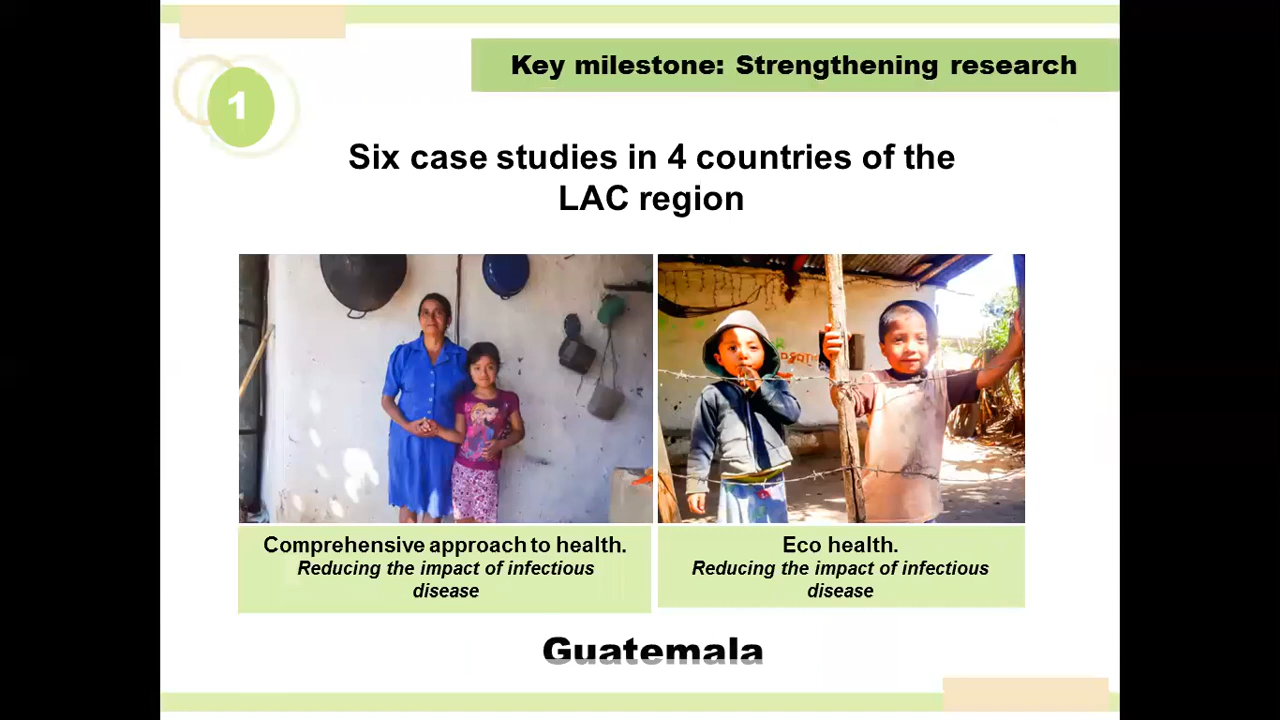 Key milestone: Strengthening research
1
Six case studies in 4 countries of the
LAC region
Comprehensive approach to health.
Reducing the impact of infectious
disease
Eco health.
Reducing the impact of infectious
disease
Guatemala